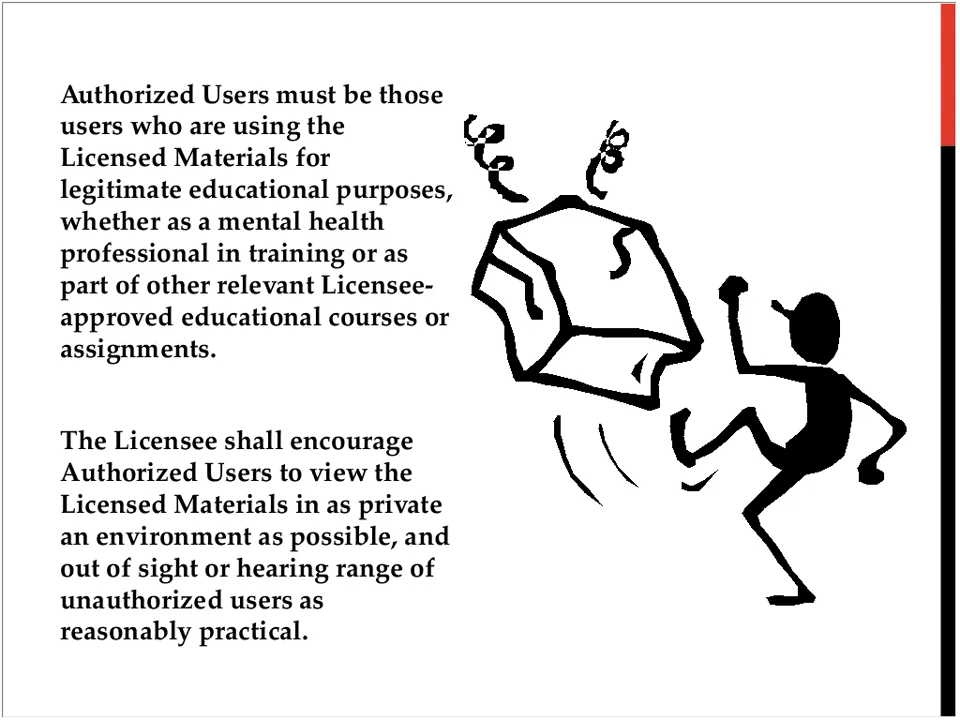 Authorized Users must be those
users who are using the
Licensed Materials for
legitimate educational purposes,
whether as a mental health
professional in training or as
part of other relevant Licensee-
approved educational courses or
assignments.
The Licensee shall encourage
Authorized Users to view the
Licensed Materials in as private
an environment as possible, and
out of sight or hearing range of
unauthorized users as
reasonably practical.